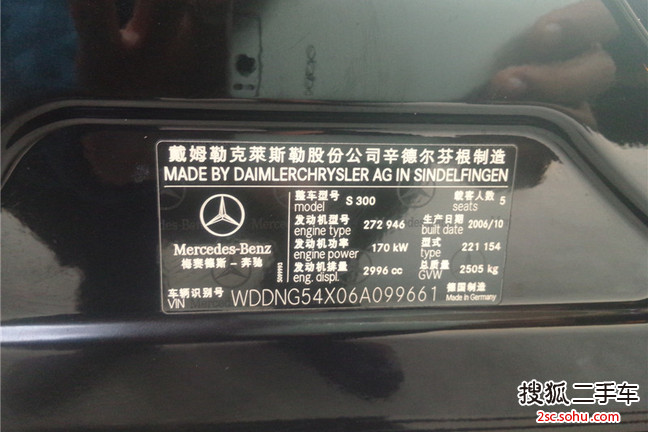 戴姆勒克莱斯勒股份公司辛德尔芬根制造
MADE BY DAIMLERCHRYSLER AG IN SINDELFINGEN
整车型号 S 300 载客人数 5
model seats
发动机型号 272 946 生产日期 2006/10
engine type built date
发动机功率 170 kW 型式 221 154
engine power type
发动机排量 2996 cc 总质量 2505 kg
eng. displ GVW
Mercedes-Benz
梅赛德斯-奔驰
车辆识别号 WDDNG54X06A099661 德国制造
VIN Made in Germany
搜狐二手车
2sc.sohu.com